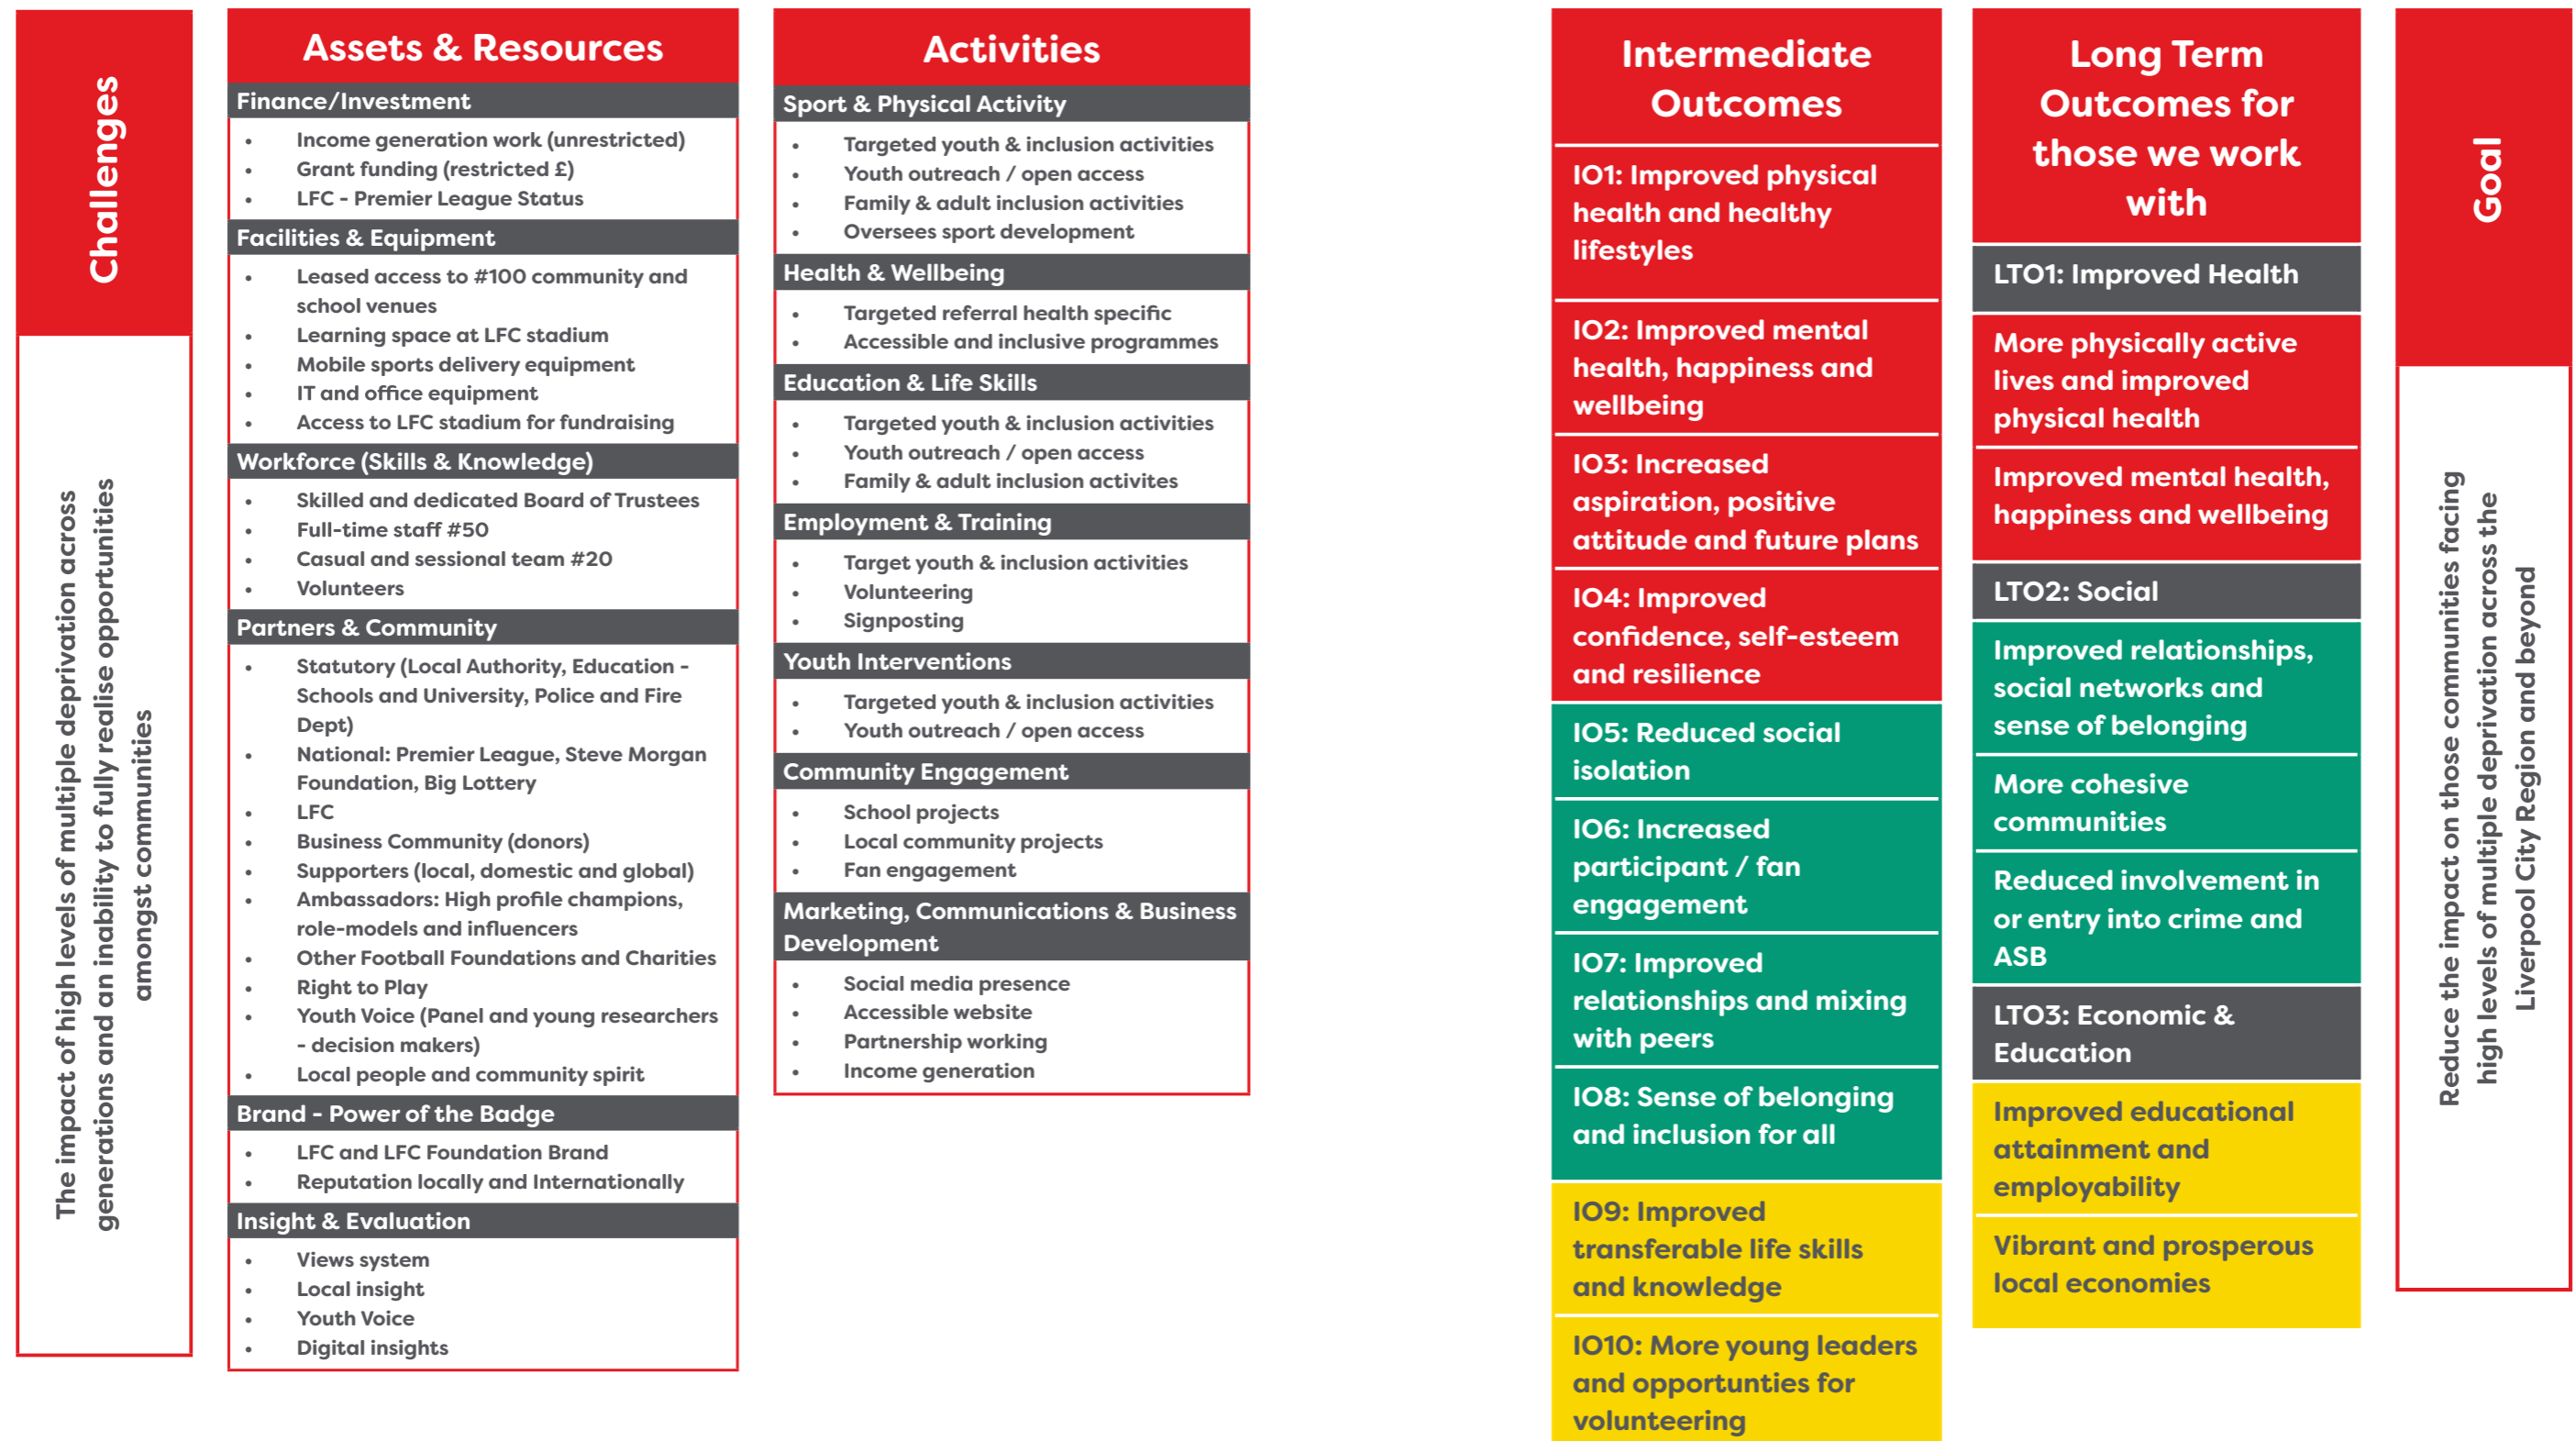 Challenges
The impact of high levels of multiple deprivation across
generations and an inability to fully realise opportunities
amongst communities
Assets & Resources
Finance/Investment
• Income generation work (unrestricted)
• Grant funding (restricted £)
• LFC - Premier League Status
Facilities & Equipment
• Leased access to #100 community and
school venues
• Learning space at LFC stadium
• Mobile sports delivery equipment
• IT and office equipment
• Access to LFC stadium for fundraising
Workforce (Skills & Knowledge)
• Skilled and dedicated Board of Trustees
• Full-time staff #50
• Casual and sessional team #20
• Volunteers
Partners & Community
• Statutory (Local Authority, Education -
Schools and University, Police and Fire
Dept)
• National: Premier League, Steve Morgan
Foundation, Big Lottery
• LFC
• Business Community (donors)
• Supporters (local, domestic and global)
• Ambassadors: High profile champions,
role-models and influencers
• Other Football Foundations and Charities
• Right to Play
• Youth Voice (Panel and young researchers
- decision makers)
• Local people and community spirit
Brand - Power of the Badge
• LFC and LFC Foundation Brand
• Reputation locally and Internationally
Insight & Evaluation
• Views system
• Local insight
• Youth Voice
• Digital insights
Activities
Sport & Physical Activity
• Targeted youth & inclusion activities
• Youth outreach / open access
• Family & adult inclusion activities
• Oversees sport development
Health & Wellbeing
• Targeted referral health specific
• Accessible and inclusive programmes
Education & Life Skills
• Targeted youth & inclusion activities
• Youth outreach / open access
• Family & adult inclusion activites
Employment & Training
• Target youth & inclusion activities
• Volunteering
• Signposting
Youth Interventions
• Targeted youth & inclusion activities
• Youth outreach / open access
Community Engagement
• School projects
• Local community projects
• Fan engagement
Marketing, Communications & Business
Development
• Social media presence
• Accessible website
• Partnership working
• Income generation
Intermediate
Outcomes
IO1: Improved physical
health and healthy
lifestyles
IO2: Improved mental
health, happiness and
wellbeing
IO3: Increased
aspiration, positive
attitude and future plans
IO4: Improved
confidence, self-esteem
and resilience
IO5: Reduced social
isolation
IO6: Increased
participant / fan
engagement
IO7: Improved
relationships and mixing
with peers
IO8: Sense of belonging
and inclusion for all
IO9: Improved
transferable life skills
and knowledge
IO10: More young leaders
and opportunties for
volunteering
Long Term
Outcomes for
those we work
with
LTO1: Improved Health
More physically active
lives and improved
physical health
Improved mental health,
happiness and wellbeing
LTO2: Social
Improved relationships,
social networks and
sense of belonging
More cohesive
communities
Reduced involvement in
or entry into crime and
ASB
LTO3: Economic &
Education
Improved educational
attainment and
employability
Vibrant and prosperous
local economies
Goal
Reduce the impact on those communities facing
high levels of multiple deprivation across the
Liverpool City Region and beyond